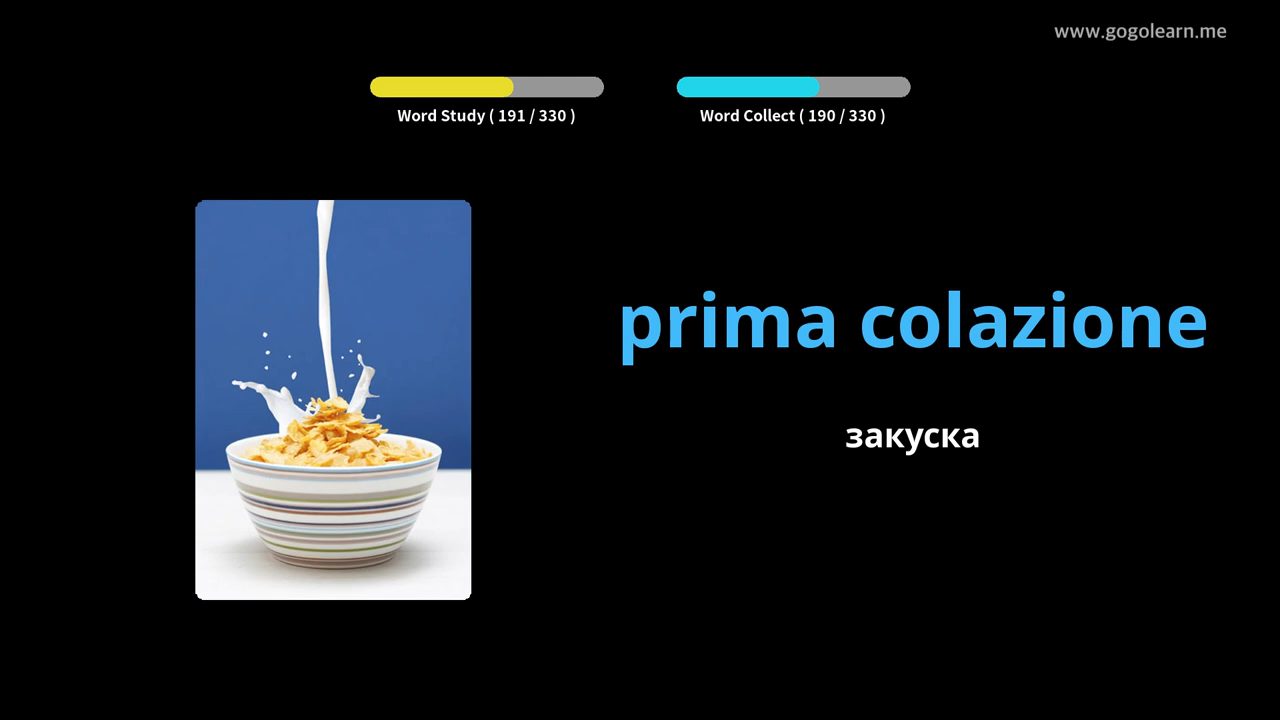 www.gogolearn.me
Word Study ( 191 / 330 )
Word Collect ( 190 / 330 )
prima colazione
закуска